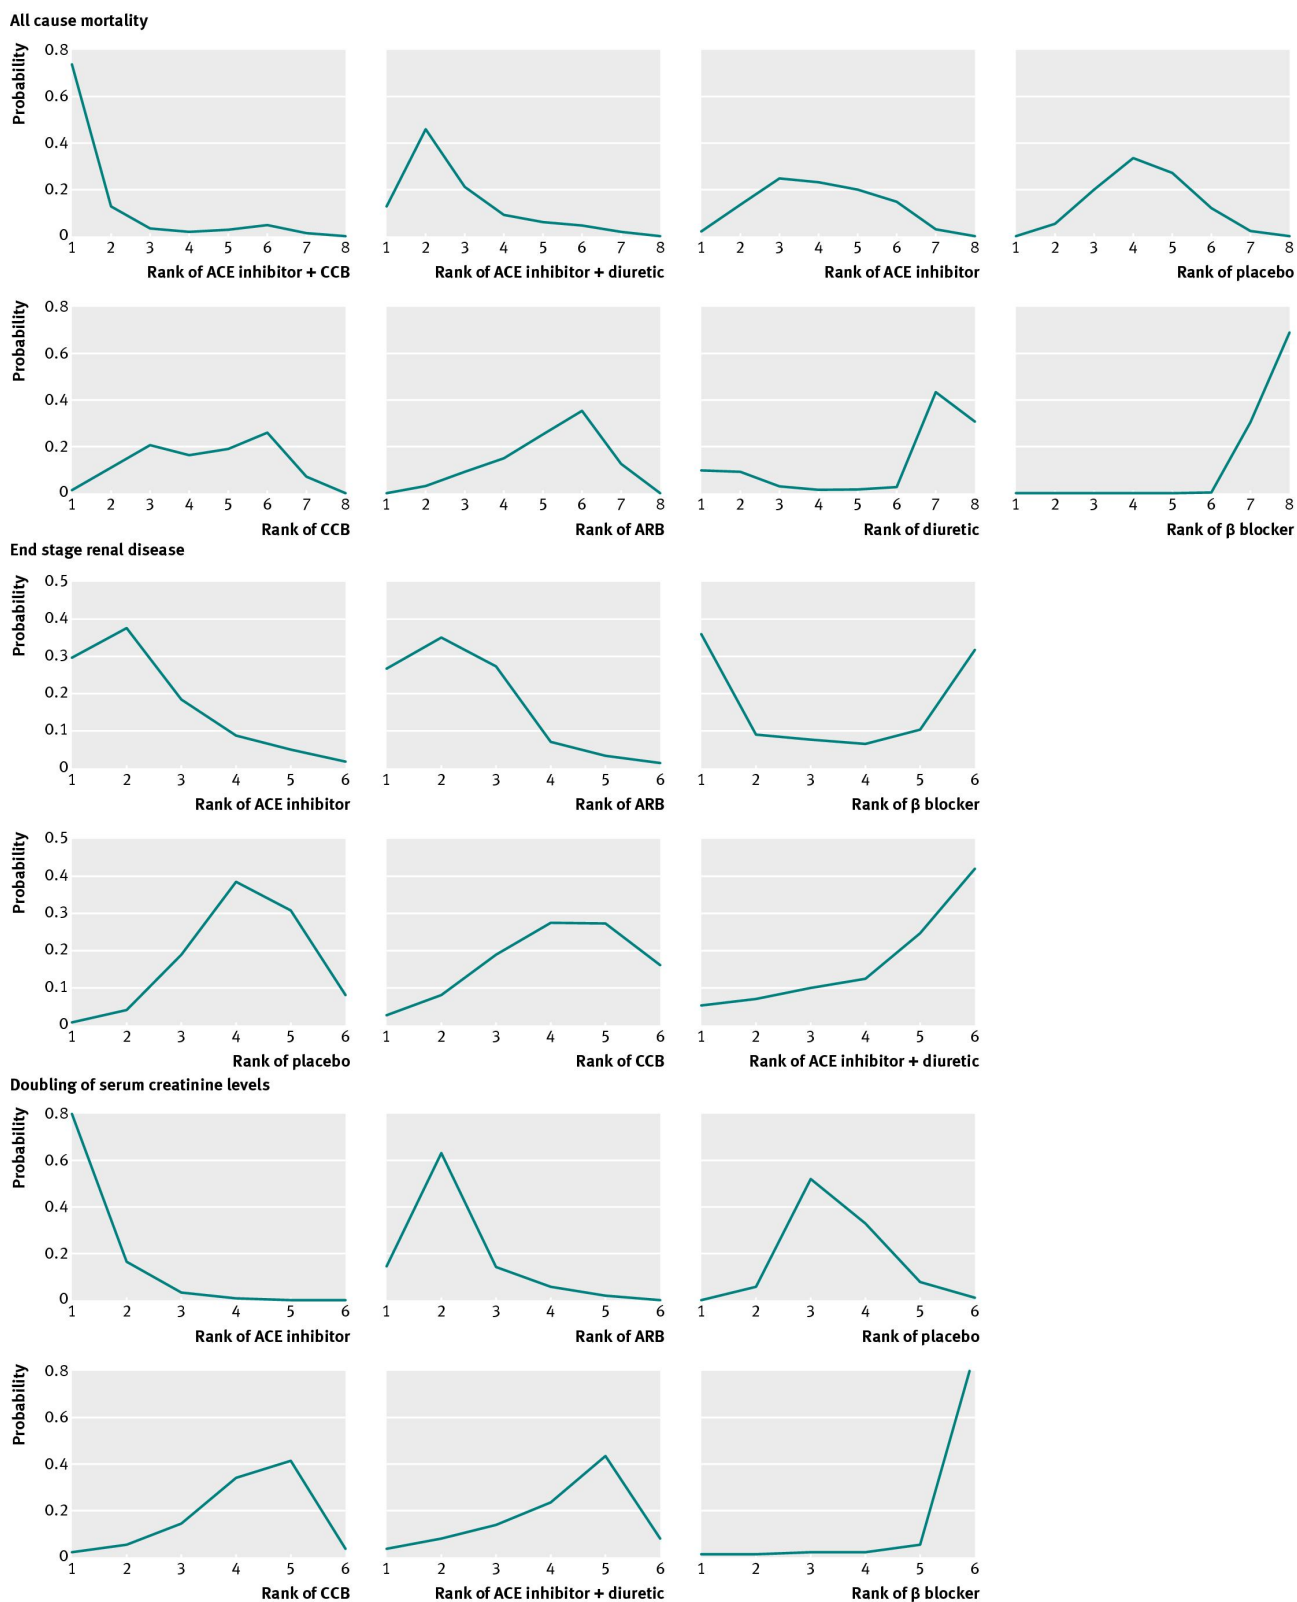 All cause mortality
Probability
0.8
0.6
0.4
0.2
0
1 2 3 4 5 6 7 8
Rank of ACE inhibitor + CCB
1 2 3 4 5 6 7 8
Rank of ACE inhibitor + diuretic
1 2 3 4 5 6 7 8
Rank of ACE inhibitor
1 2 3 4 5 6 7 8
Rank of placebo
Probability
0.8
0.6
0.4
0.2
0
1 2 3 4 5 6 7 8
Rank of CCB
1 2 3 4 5 6 7 8
Rank of ARB
1 2 3 4 5 6 7 8
Rank of diuretic
1 2 3 4 5 6 7 8
Rank of β blocker
End stage renal disease
Probability
0.5
0.4
0.3
0.2
0.1
0
1 2 3 4 5 6
Rank of ACE inhibitor
1 2 3 4 5 6
Rank of ARB
1 2 3 4 5 6
Rank of β blocker
Probability
0.5
0.4
0.3
0.2
0.1
0
1 2 3 4 5 6
Rank of placebo
1 2 3 4 5 6
Rank of CCB
1 2 3 4 5 6
Rank of ACE inhibitor + diuretic
Doubling of serum creatinine levels
Probability
0.8
0.6
0.4
0.2
0
1 2 3 4 5 6
Rank of ACE inhibitor
1 2 3 4 5 6
Rank of ARB
1 2 3 4 5 6
Rank of placebo
Probability
0.8
0.6
0.4
0.2
0
1 2 3 4 5 6
Rank of CCB
1 2 3 4 5 6
Rank of ACE inhibitor + diuretic
1 2 3 4 5 6
Rank of β blocker